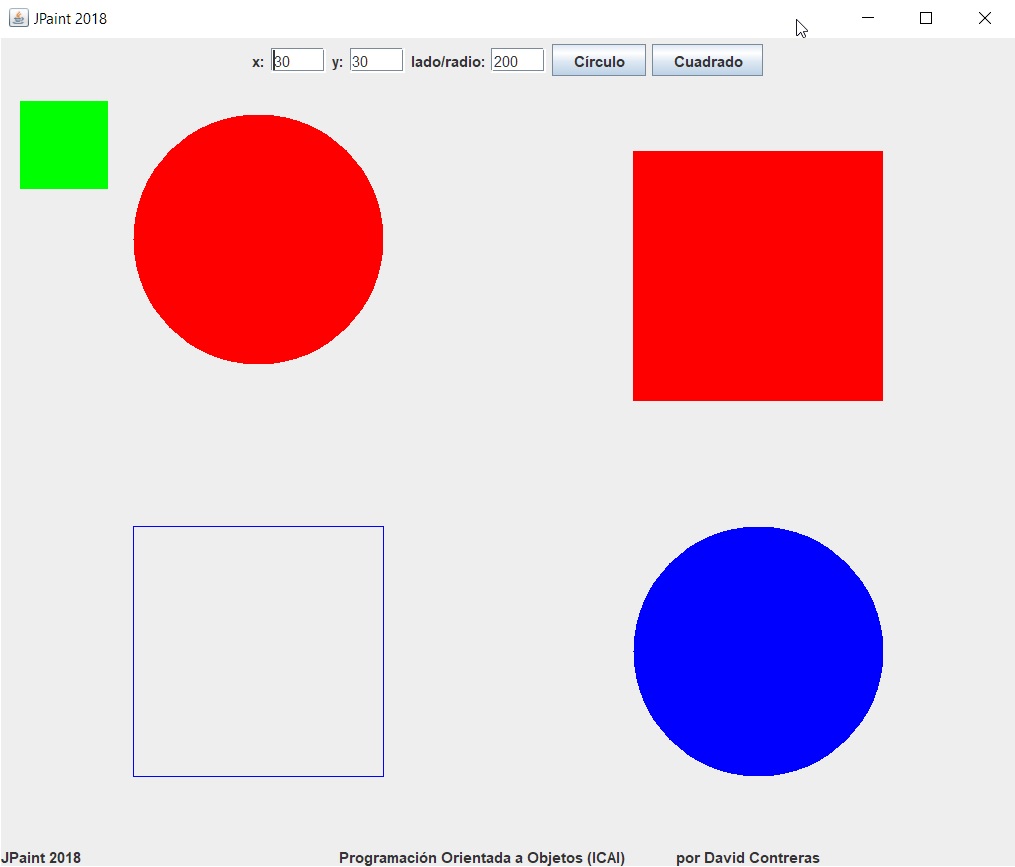 JPaint 2018
x: 30 y: 30 lado/radio: 200 Círculo Cuadrado
JPaint 2018 Programación Orientada a Objetos (ICAI) por David Contreras